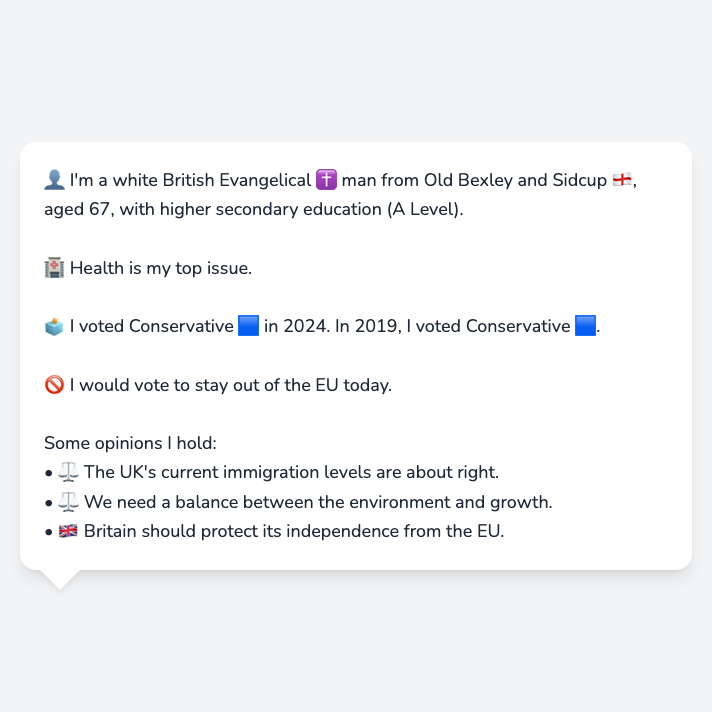 👤 I'm a white British Evangelical ✝️ man from Old Bexley and Sidcup 🏴󠁧󠁢󠁥󠁮󠁧󠁿,
aged 67, with higher secondary education (A Level).
🏥 Health is my top issue.
🗳️ I voted Conservative 🟦 in 2024. In 2019, I voted Conservative 🟦.
🚫 I would vote to stay out of the EU today.
Some opinions I hold:
• ⚖️ The UK's current immigration levels are about right.
• ⚖️ We need a balance between the environment and growth.
• 🇬🇧 Britain should protect its independence from the EU.